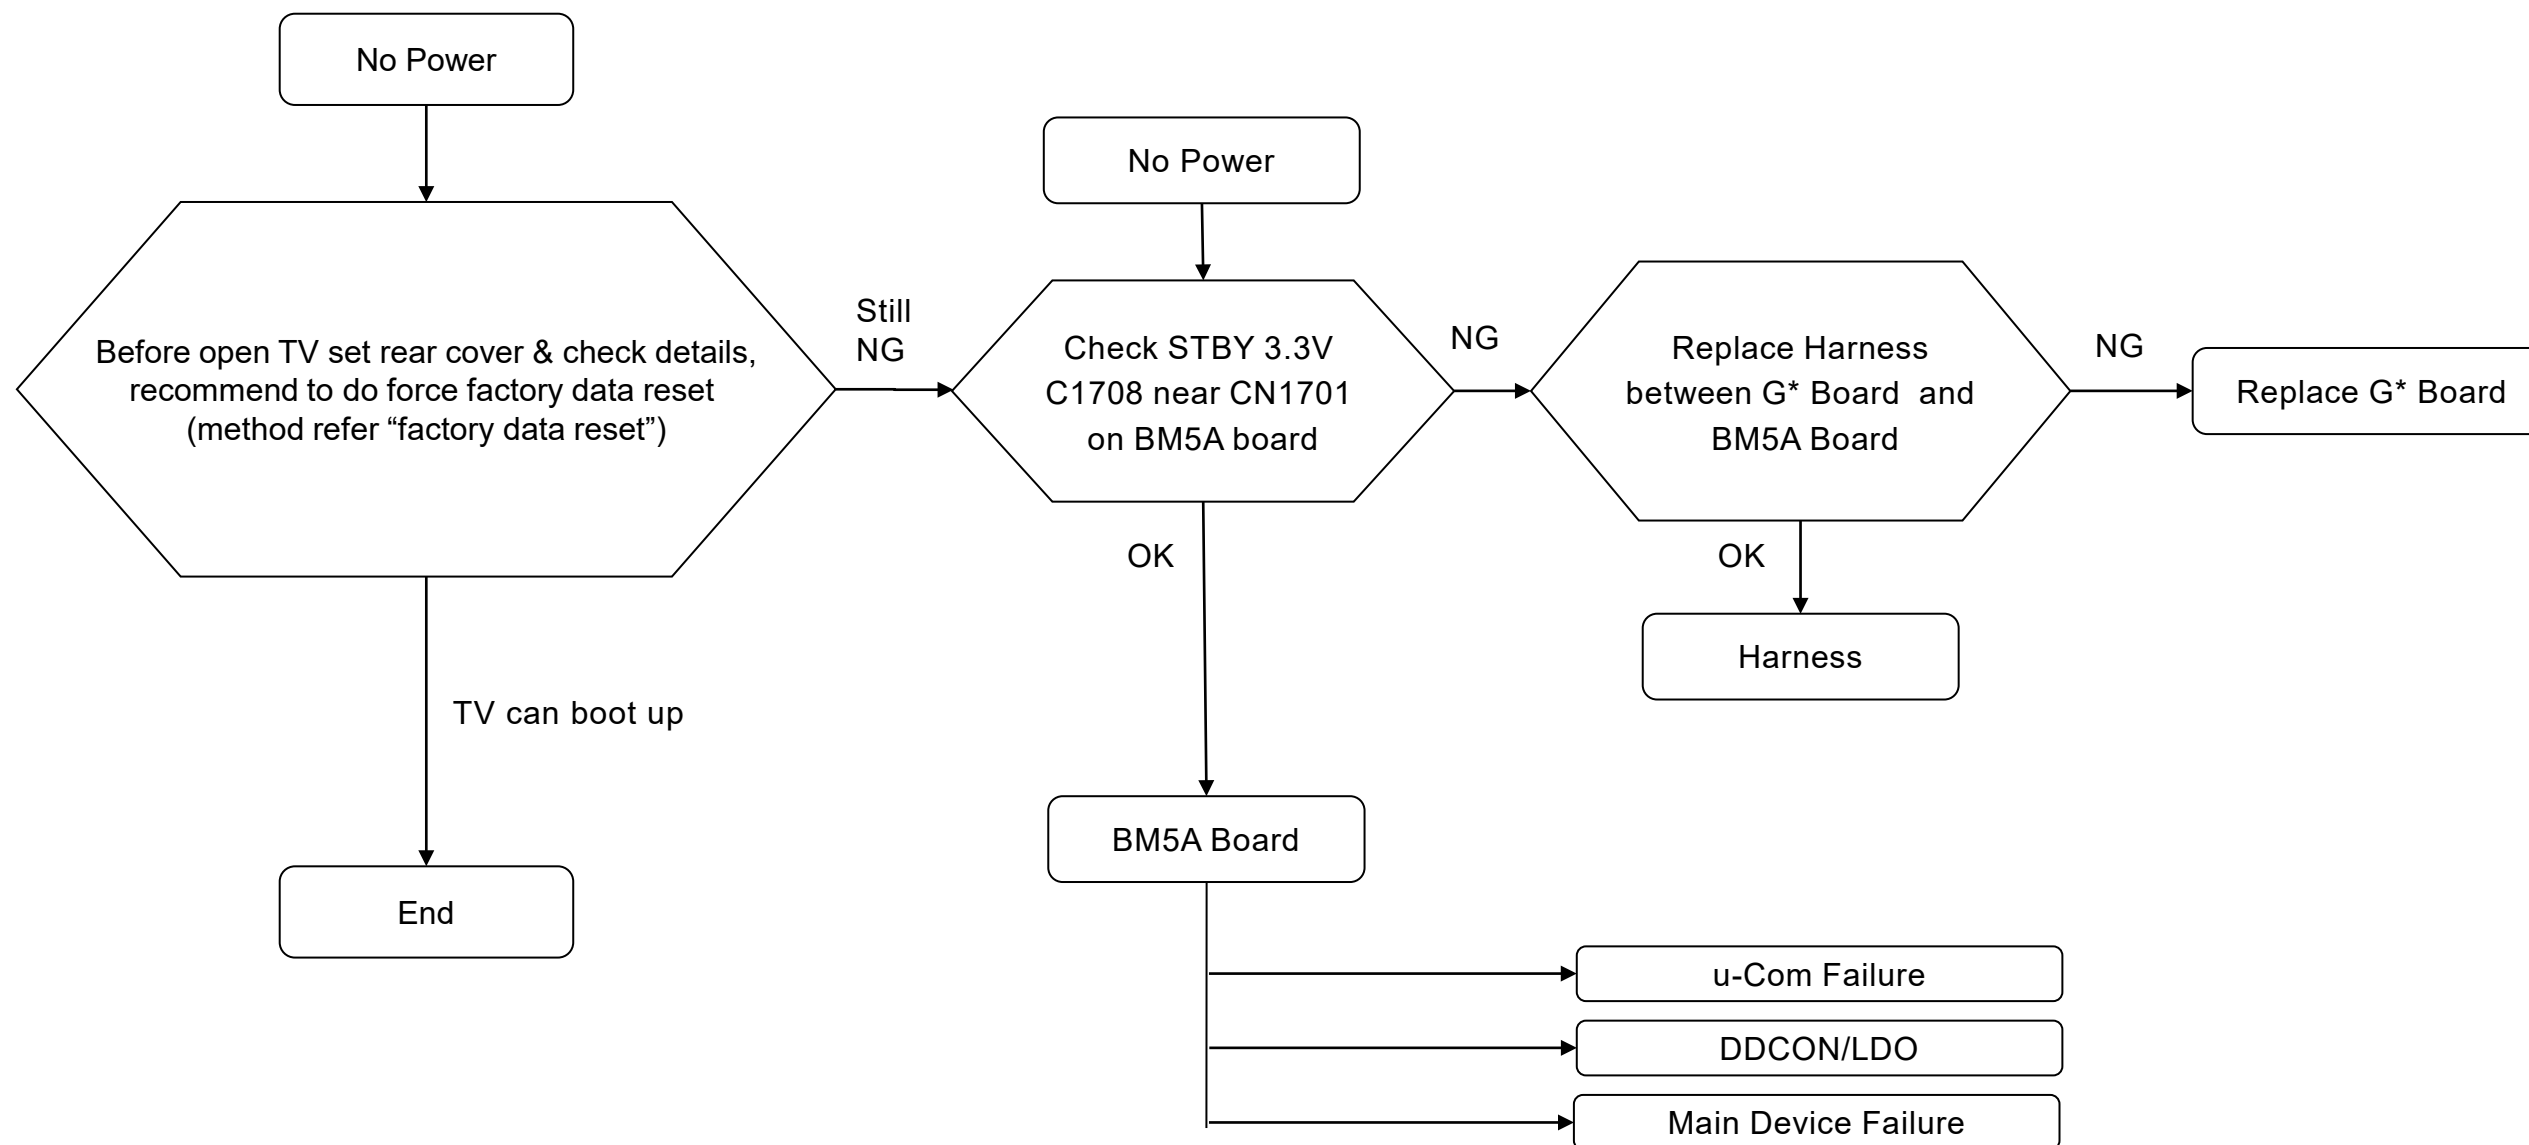 No Power
Before open TV set rear cover & check details,
recommend to do force factory data reset
(method refer “factory data reset”)
TV can boot up
End
Still
NG
No Power
Check STBY 3.3V
C1708 near CN1701
on BM5A board
NG
OK
Replace Harness
between G* Board  and
BM5A Board
NG
Replace G* Board
OK
Harness
BM5A Board
u-Com Failure
DDCON/LDO
Main Device Failure